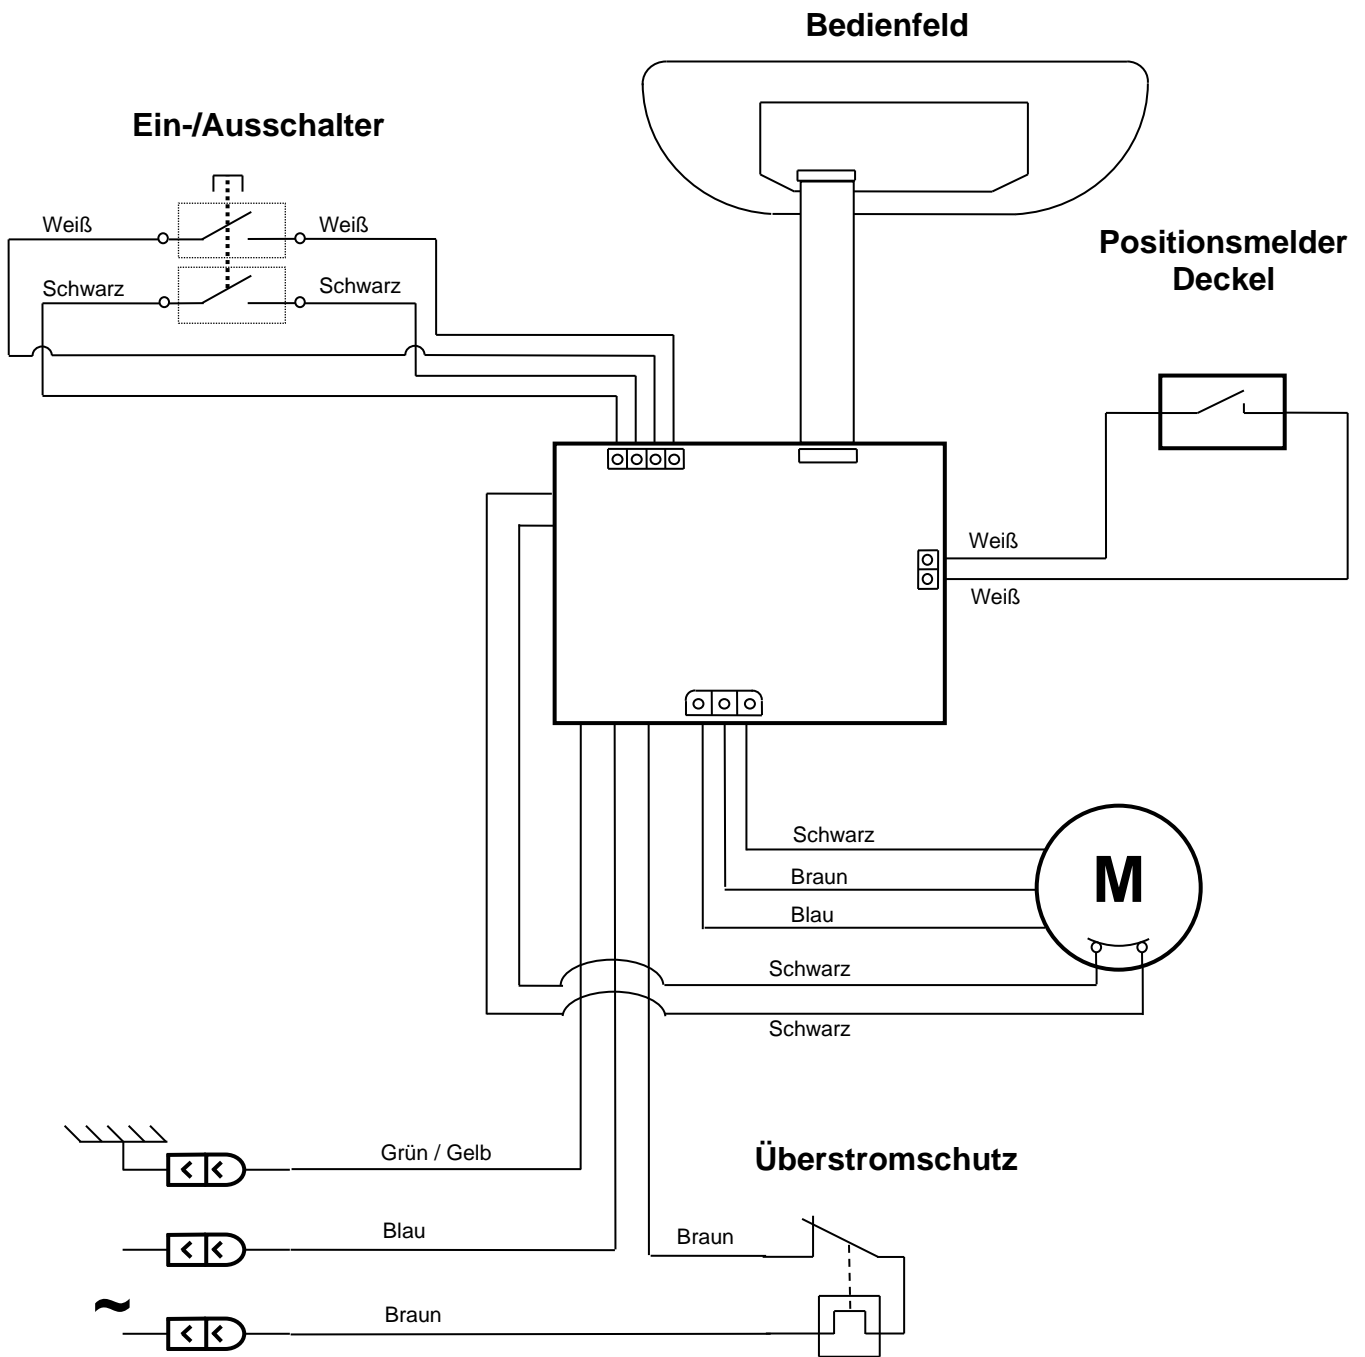 Bedienfeld
Ein-/Ausschalter
Weiß
Weiß
Positionsmelder
Deckel
Schwarz
Schwarz
Weiß
Weiß
Schwarz
Braun
M
Blau
Schwarz
Schwarz
Grün / Gelb
Überstromschutz
Blau
Braun
~
Braun